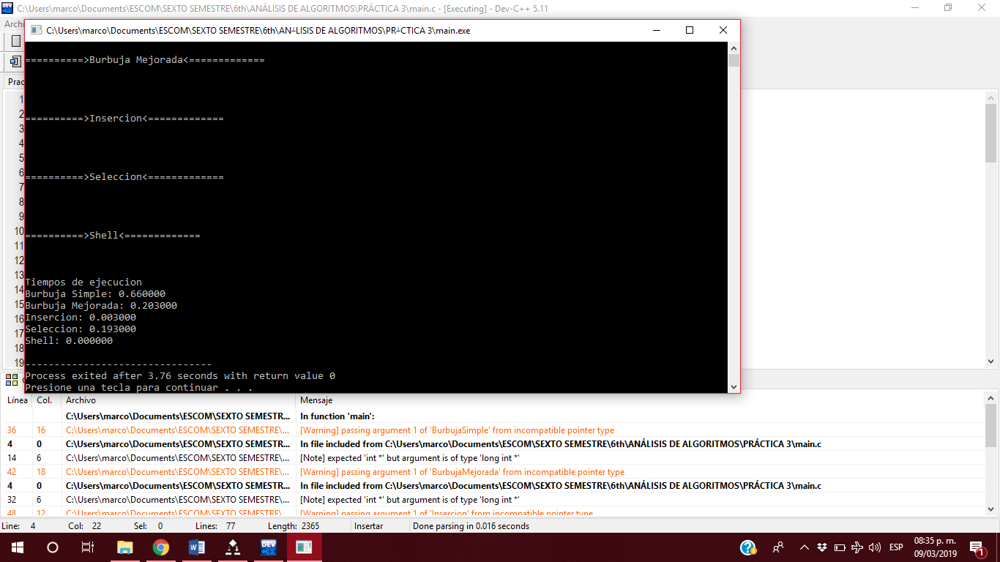 C:\Users\marco\Documents\ESCOM\SEXTO SEMESTRE\6th\ANÁLISIS DE ALGORITMOS\PRÁCTICA 3\main.c - [Executing] - Dev-C++ 5.11
Archi
C:\Users\marco\Documents\ESCOM\SEXTO SEMESTRE\6th\AN┴LISIS DE ALGORITMOS\PR┴CTICA 3\main.exe
==========>Burbuja Mejorada<=============
==========>Insercion<=============
==========>Seleccion<=============
==========>Shell<=============
Tiempos de ejecucion
Burbuja Simple: 0.660000
Burbuja Mejorada: 0.203000
Insercion: 0.003000
Seleccion: 0.193000
Shell: 0.000000
--------------------------------
Process exited after 3.76 seconds with return value 0
Presione una tecla para continuar . . .
Prac
1
2
3
4
5
6
7
8
9
10
11
12
13
14
15
16
17
18
19
Línea Col. Archivo Mensaje
C:\Users\marco\Documents\ESCOM\SEXTO SEMESTR... In function 'main':
36 16 C:\Users\marco\Documents\ESCOM\SEXTO SEMESTRE\... [Warning] passing argument 1 of 'BurbujaSimple' from incompatible pointer type
4 0 C:\Users\marco\Documents\ESCOM\SEXTO SEMESTR... In file included from C:\Users\marco\Documents\ESCOM\SEXTO SEMESTRE\6th\ANÁLISIS DE ALGORITMOS\PRÁCTICA 3\main.c
14 6 C:\Users\marco\Documents\ESCOM\SEXTO SEMESTRE\... [Note] expected 'int *' but argument is of type 'long int *'
42 18 C:\Users\marco\Documents\ESCOM\SEXTO SEMESTRE\... [Warning] passing argument 1 of 'BurbujaMejorada' from incompatible pointer type
4 0 C:\Users\marco\Documents\ESCOM\SEXTO SEMESTR... In file included from C:\Users\marco\Documents\ESCOM\SEXTO SEMESTRE\6th\ANÁLISIS DE ALGORITMOS\PRÁCTICA 3\main.c
32 6 C:\Users\marco\Documents\ESCOM\SEXTO SEMESTRE\... [Note] expected 'int *' but argument is of type 'long int *'
48 12 C:\Users\marco\Documents\ESCOM\SEXTO SEMESTRE\... [Warning] passing argument 1 of 'Insercion' from incompatible pointer type
Line: 4 Col: 22 Sel: 0 Lines: 77 Length: 2365 Insertar Done parsing in 0.016 seconds
ESP 08:35 p. m.
09/03/2019
1